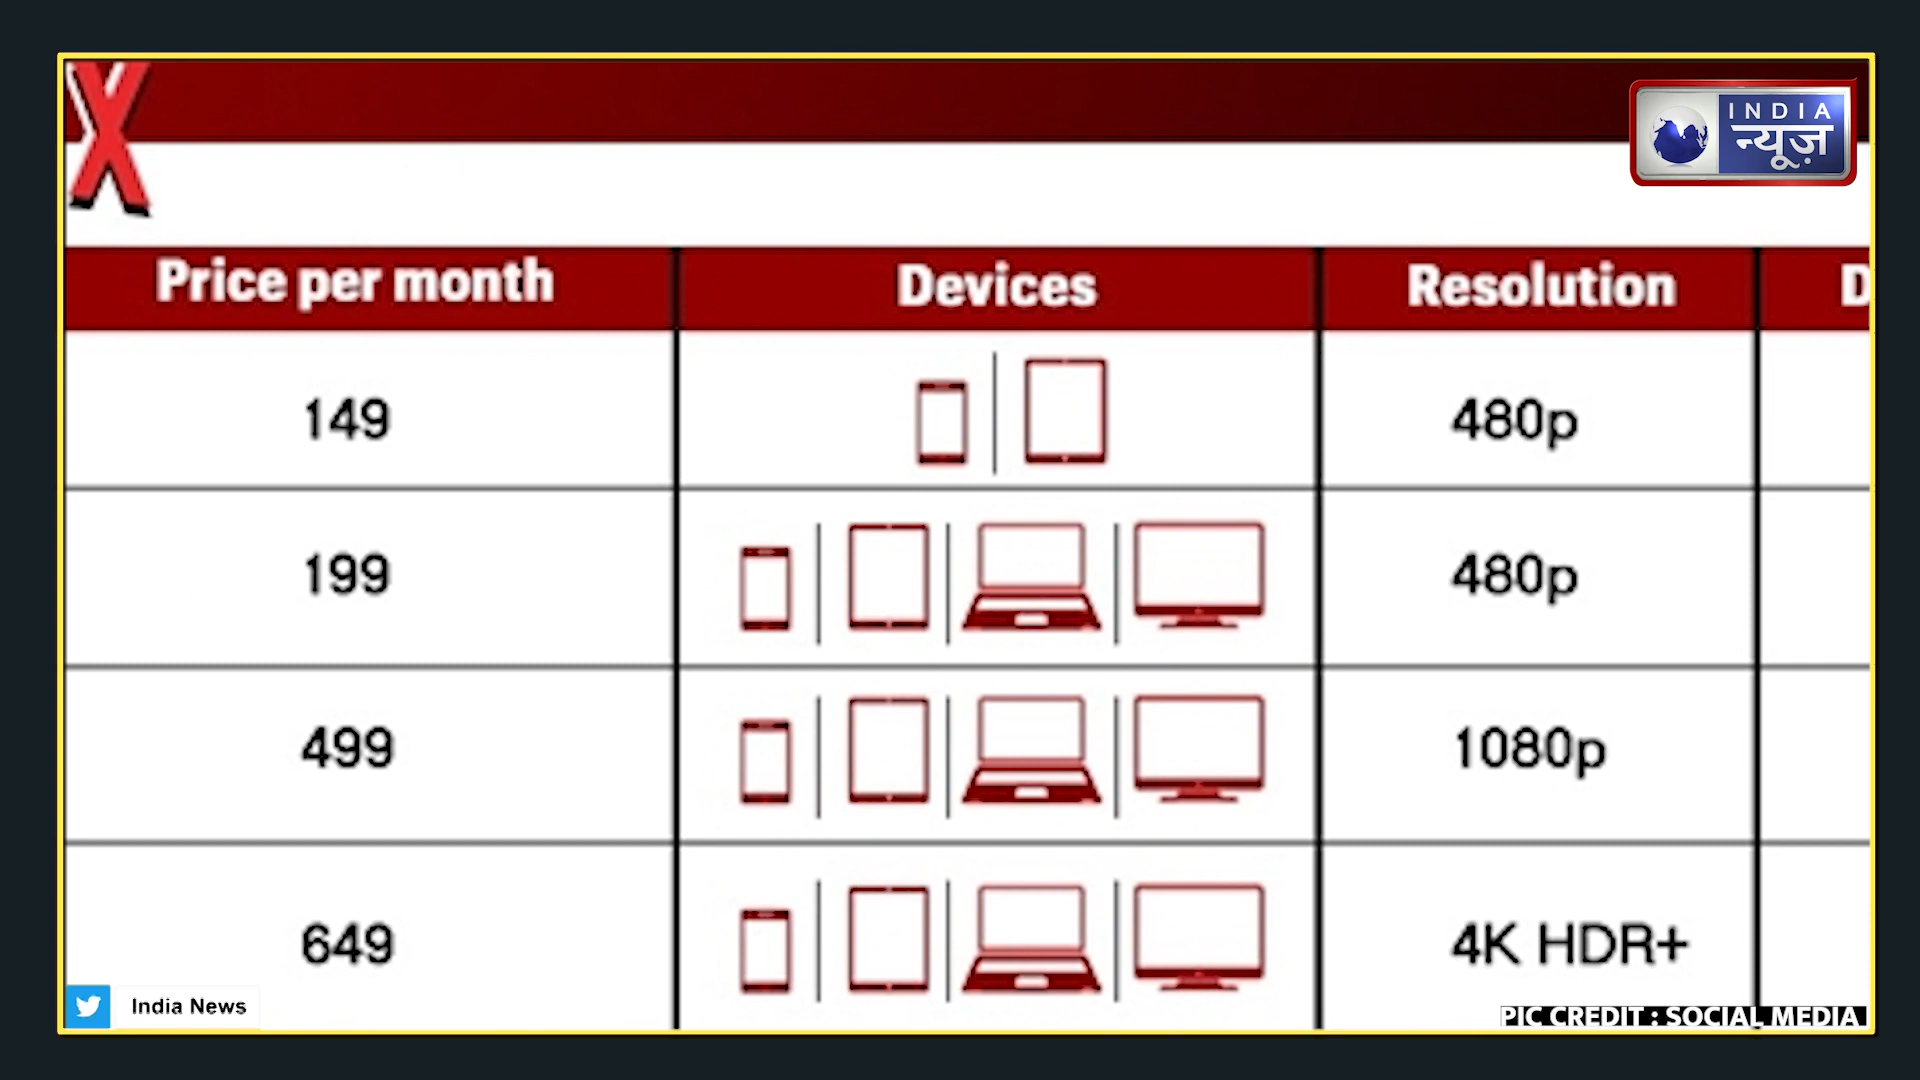 X
INDIA
न्यूज़
Price per month Devices Resolution D
149 480p
199 480p
499 1080p
649 4K HDR+
India News
PIC CREDIT : SOCIAL MEDIA